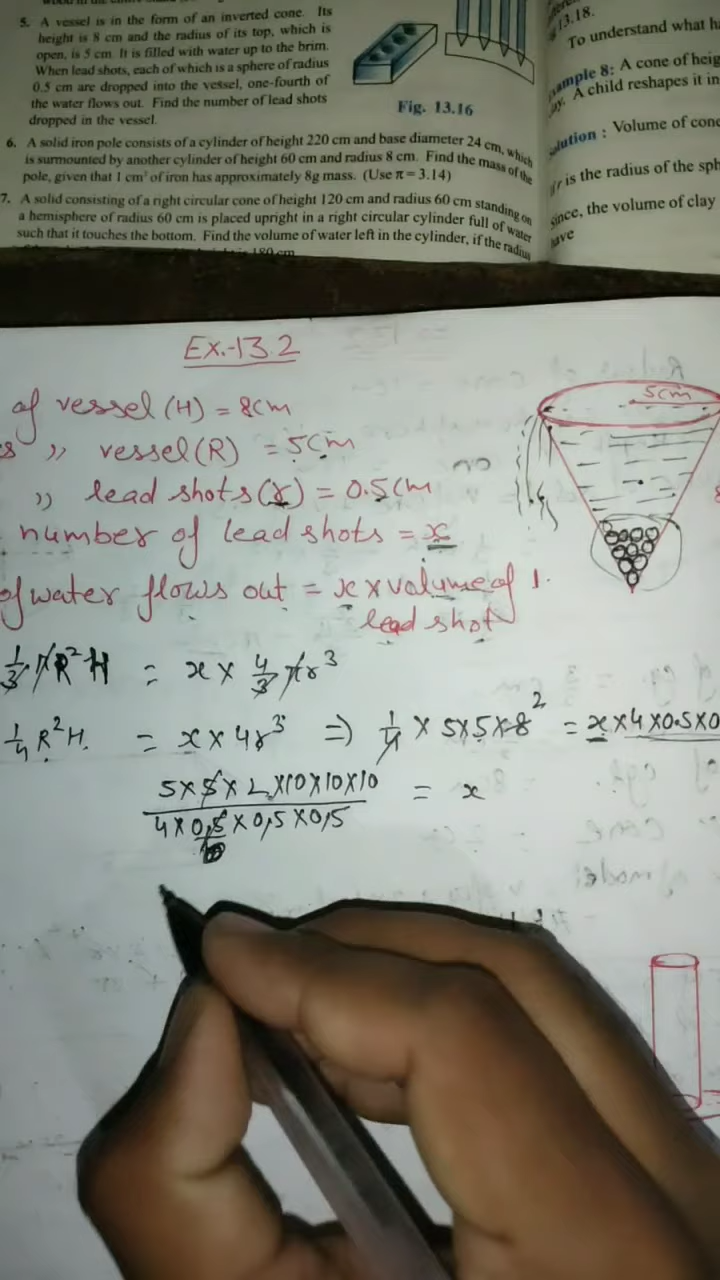 5. A vessel is in the form of an inverted cone. Its
height is 8 cm and the radius of its top, which is
open, is 5 cm. It is filled with water up to the brim.
When lead shots, each of which is a sphere of radius
0.5 cm are dropped into the vessel, one-fourth of
the water flows out. Find the number of lead shots
dropped in the vessel.
Fig. 13.16
6. A solid iron pole consists of a cylinder of height 220 cm and base diameter 24 cm, which
is surmounted by another cylinder of height 60 cm and radius 8 cm. Find the mass of the
pole, given that 1 cm³ of iron has approximately 8g mass. (Use π = 3.14)
7. A solid consisting of a right circular cone of height 120 cm and radius 60 cm standing on
a hemisphere of radius 60 cm is placed upright in a right circular cylinder full of water
such that it touches the bottom. Find the volume of water left in the cylinder, if the radius
180 cm
13.18.
To understand what
8: A cone of
A child reshapes it in
: Volume of
is the radius of the
since, the volume of clay
Ex.-13.2
of vessel (H) = 8cm
5cm
" vessel (R) = 5cm
" lead shots (r) = 0.5cm
number of lead shots = x
of water flows out = x × volume of 1
lead shot
1/3 πR²H = x × 4/3 πr³
1/4 R²H = x × 4r³ ⇒ 1/4 × 5×5×8 2 = x×4×0.5×0
5×5×2×10×10×10 / 4×0,5×0,5×0,5 = x